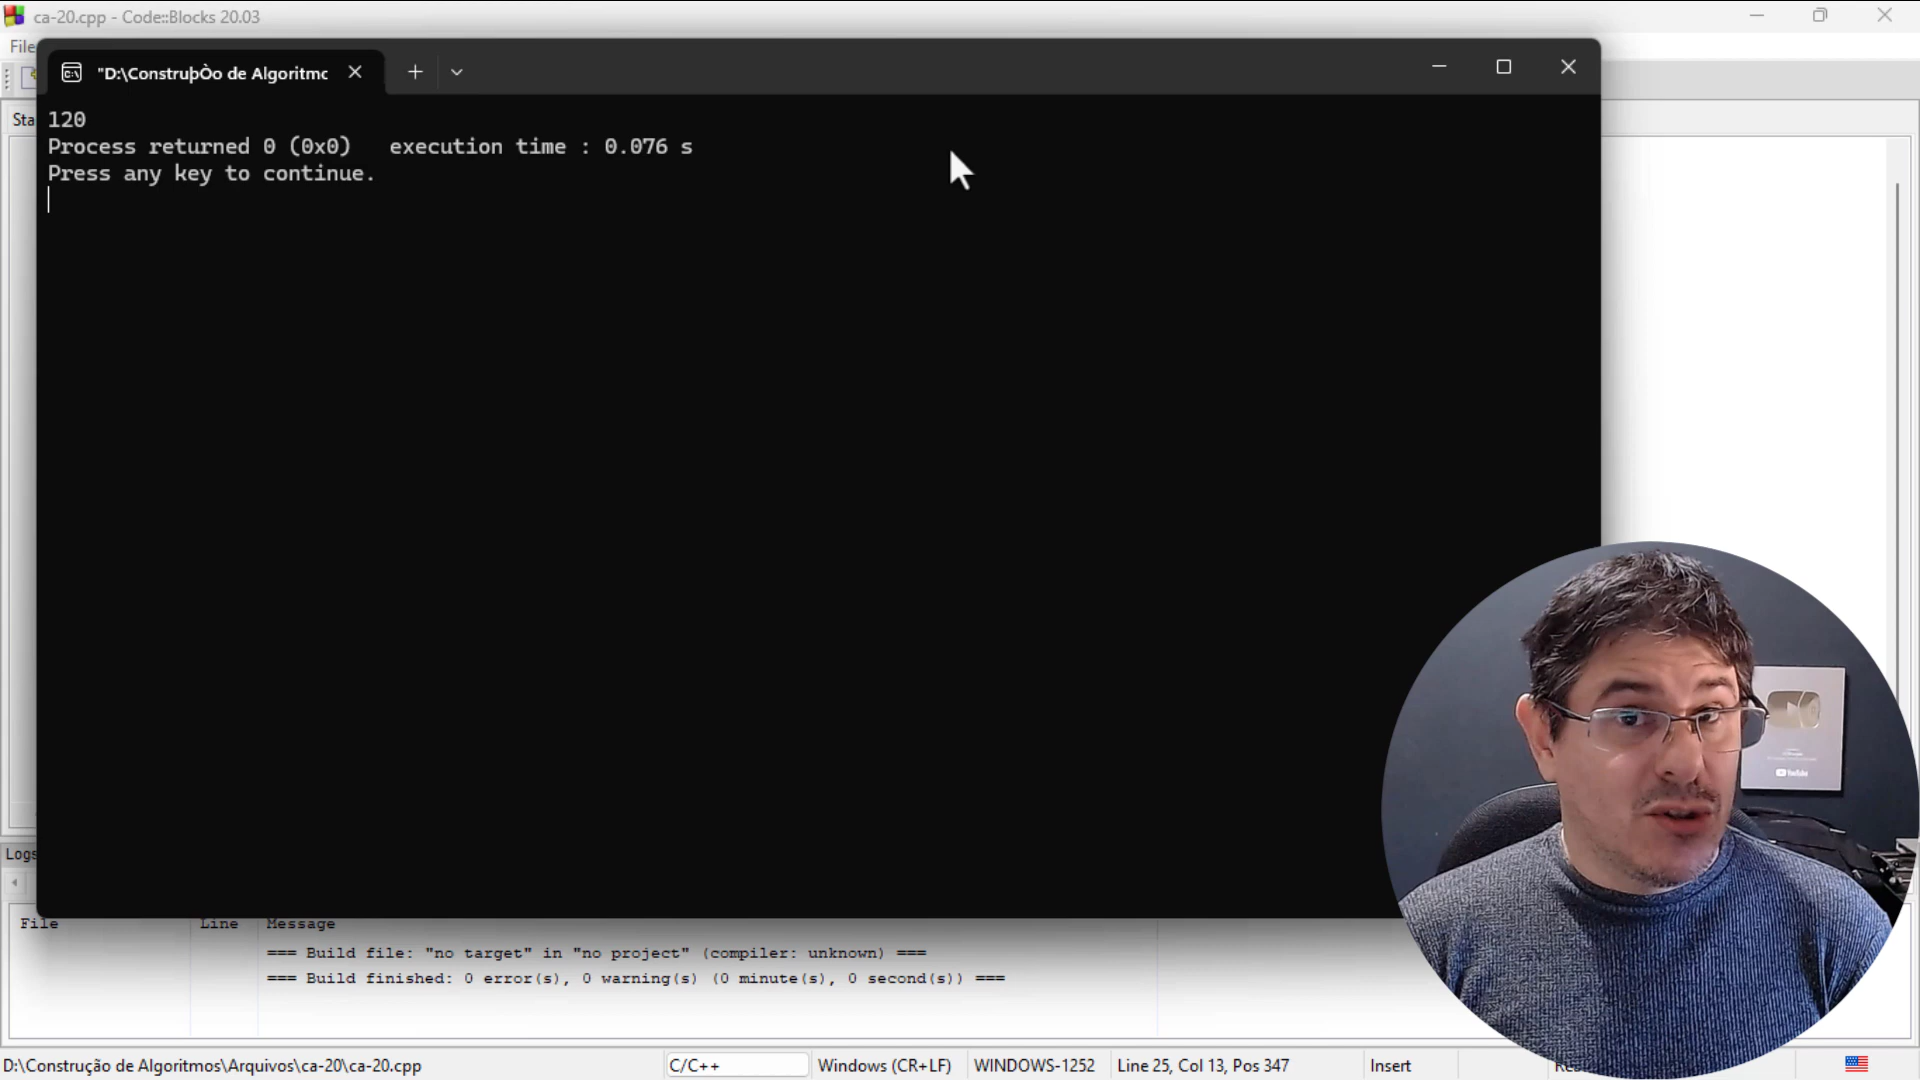 ca-20.cpp - Code::Blocks 20.03
File
"D:\ConstruþÒo de Algoritmo
Sta
120
Process returned 0 (0x0)   execution time : 0.076 s
Press any key to continue.
YouTube
Logs
File Line Message
=== Build file: "no target" in "no project" (compiler: unknown) ===
=== Build finished: 0 error(s), 0 warning(s) (0 minute(s), 0 second(s)) ===
D:\Construção de Algoritmos\Arquivos\ca-20\ca-20.cpp C/C++ Windows (CR+LF) WINDOWS-1252 Line 25, Col 13, Pos 347 Insert